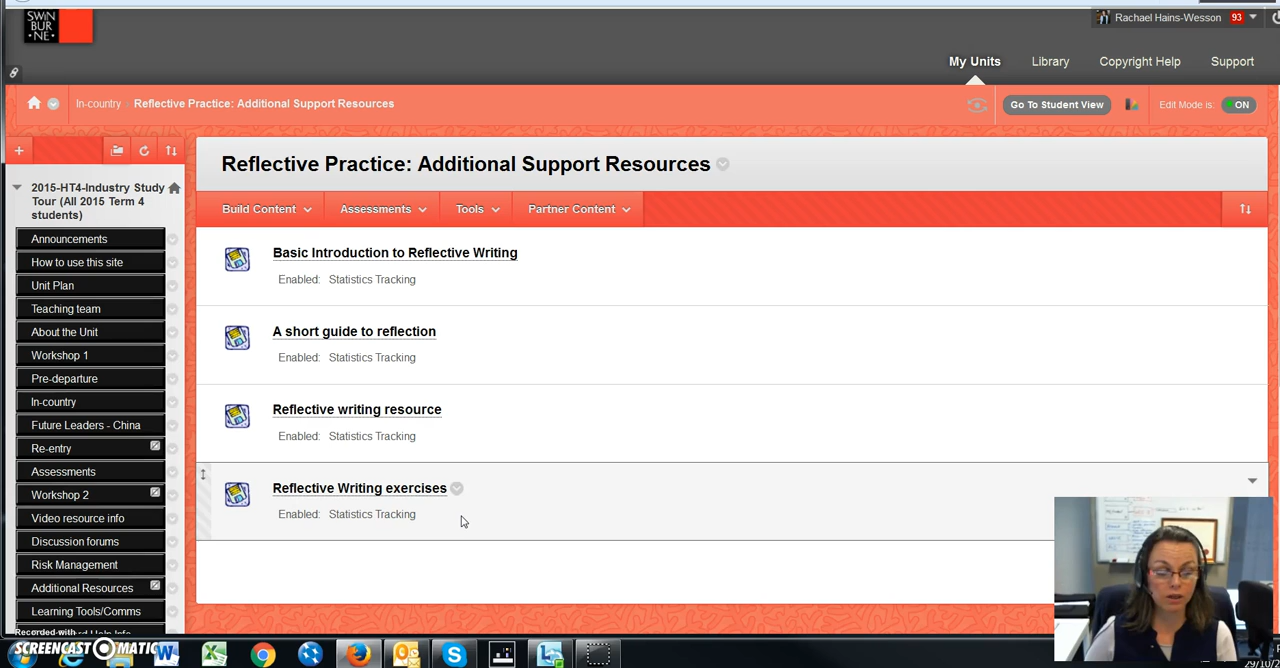 SWIN
BUR
•NE•
Rachael Hains-Wesson 93
My Units Library Copyright Help Support
In-country Reflective Practice: Additional Support Resources
Go To Student View
Edit Mode is: ON
Reflective Practice: Additional Support Resources
Build Content Assessments Tools Partner Content
2015-HT4-Industry Study
Tour (All 2015 Term 4
students)
Announcements
How to use this site
Unit Plan
Teaching team
About the Unit
Workshop 1
Pre-departure
In-country
Future Leaders - China
Re-entry
Assessments
Workshop 2
Video resource info
Discussion forums
Risk Management
Additional Resources
Learning Tools/Comms
Basic Introduction to Reflective Writing
Enabled: Statistics Tracking
A short guide to reflection
Enabled: Statistics Tracking
Reflective writing resource
Enabled: Statistics Tracking
Reflective Writing exercises
Enabled: Statistics Tracking
Recorded with
SCREENCAST MATIC